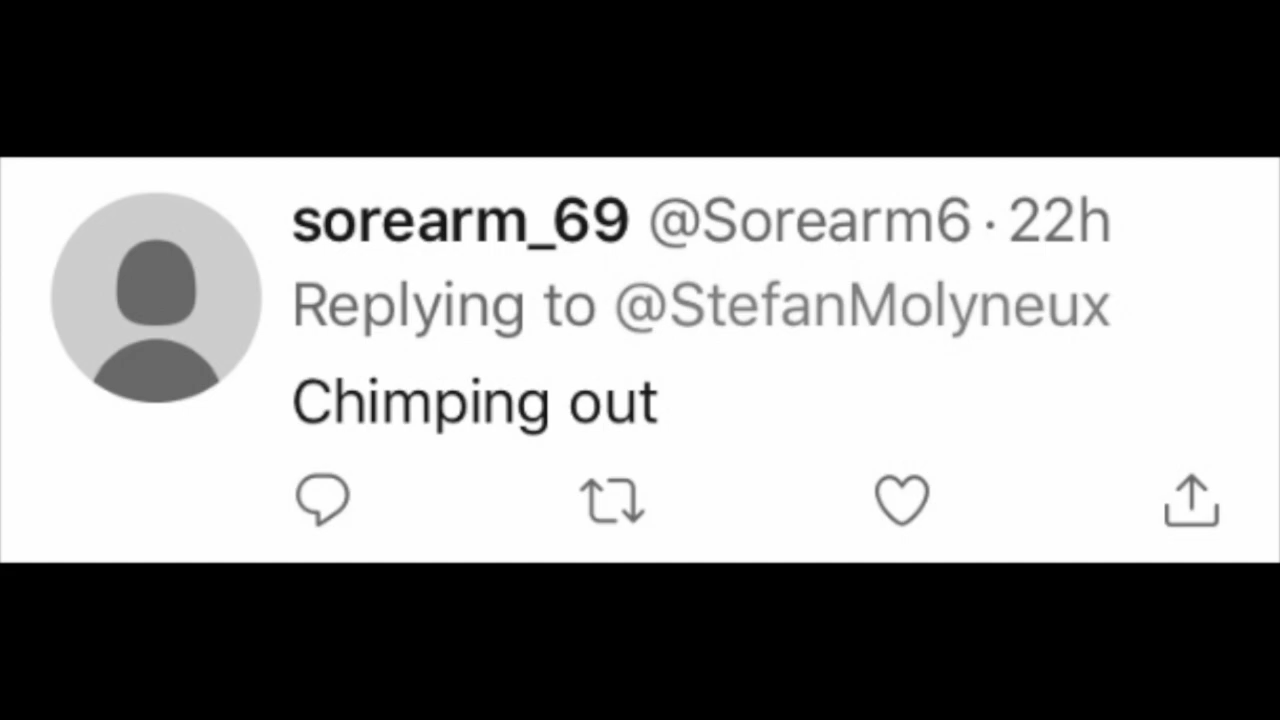 sorearm_69 @Sorearm6 · 22h
Replying to @StefanMolyneux
Chimping out